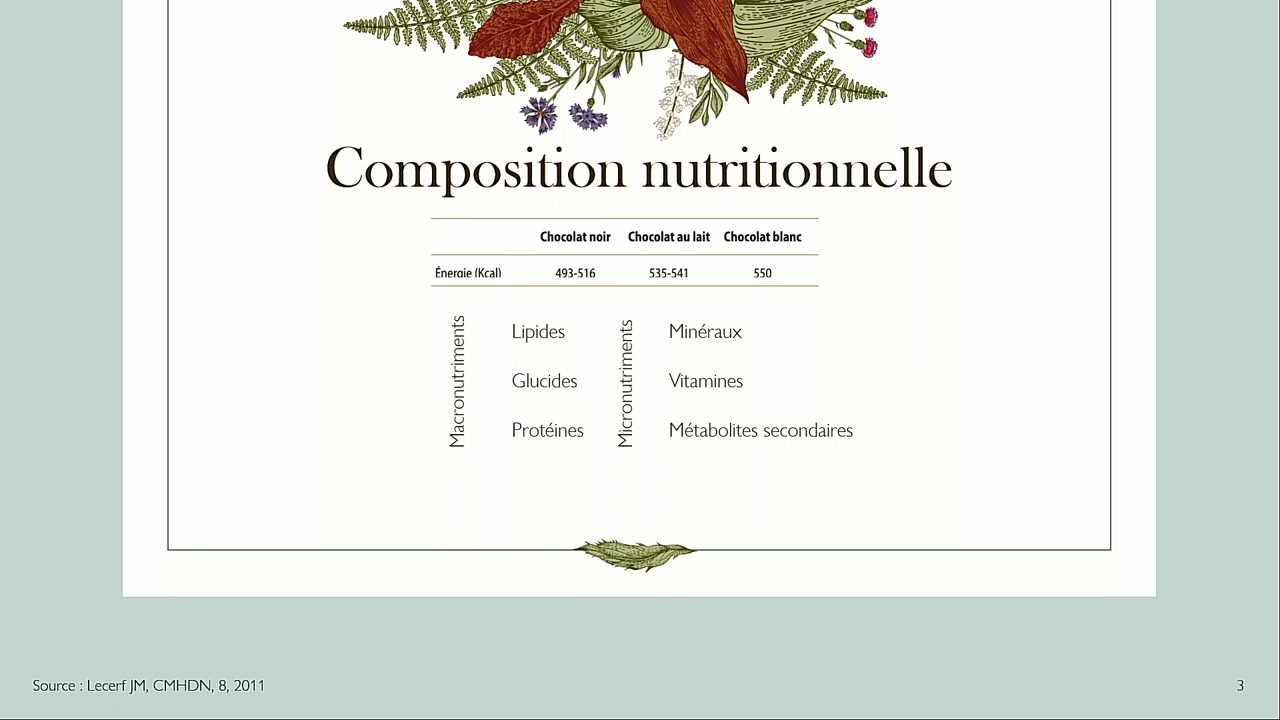 Composition nutritionnelle
Chocolat noir Chocolat au lait Chocolat blanc
Énergie (Kcal) 493-516 535-541 550
Macronutriments
Lipides
Glucides
Protéines
Micronutriments
Minéraux
Vitamines
Métabolites secondaires
Source : Lecerf JM, CMHDN, 8, 2011
3